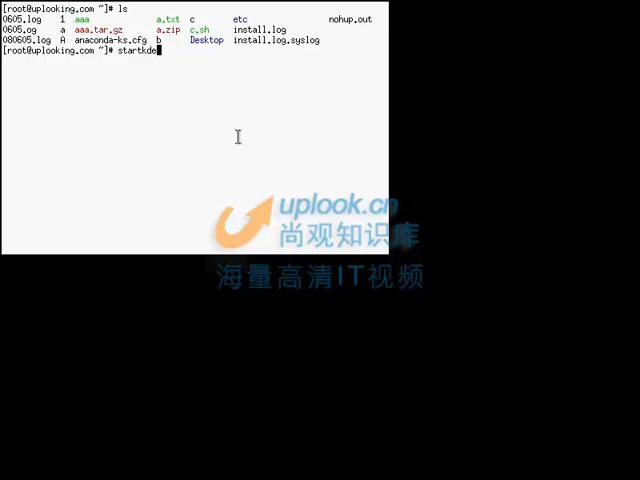 [root@uplooking.com ~]# ls
0605.log 1 aaa a.txt c etc nohup.out
0605.og a aaa.tar.gz a.zip c.sh install.log
080605.log A anaconda-ks.cfg b Desktop install.log.syslog
[root@uplooking.com ~]# startkde
uplook.cn
尚观知识库
海量高清IT视频